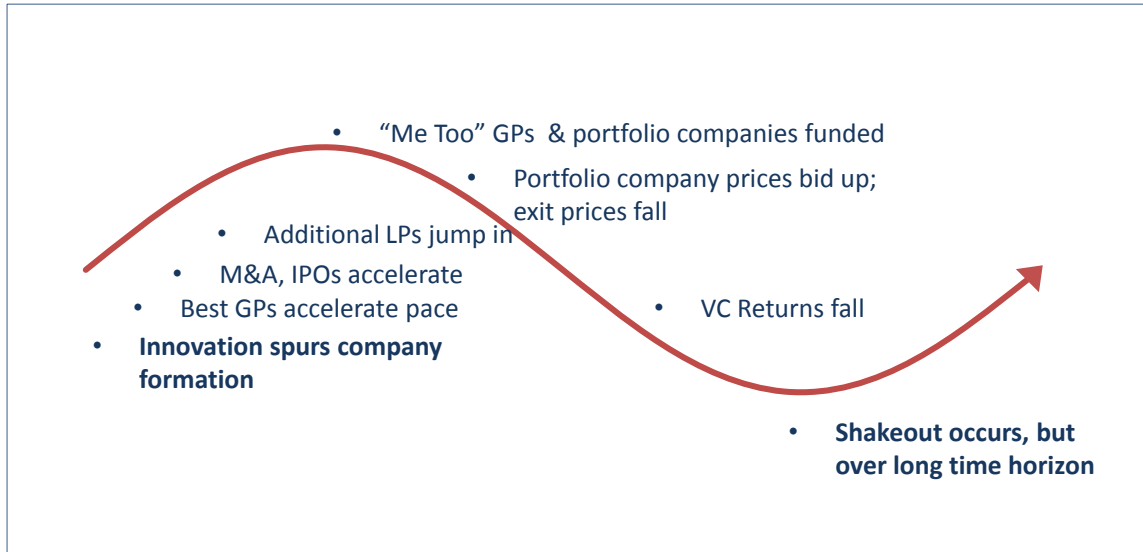 • “Me Too” GPs & portfolio companies funded
• Portfolio company prices bid up;
exit prices fall
• Additional LPs jump in
• M&A, IPOs accelerate
• Best GPs accelerate pace
• VC Returns fall
• Innovation spurs company
formation
• Shakeout occurs, but
over long time horizon